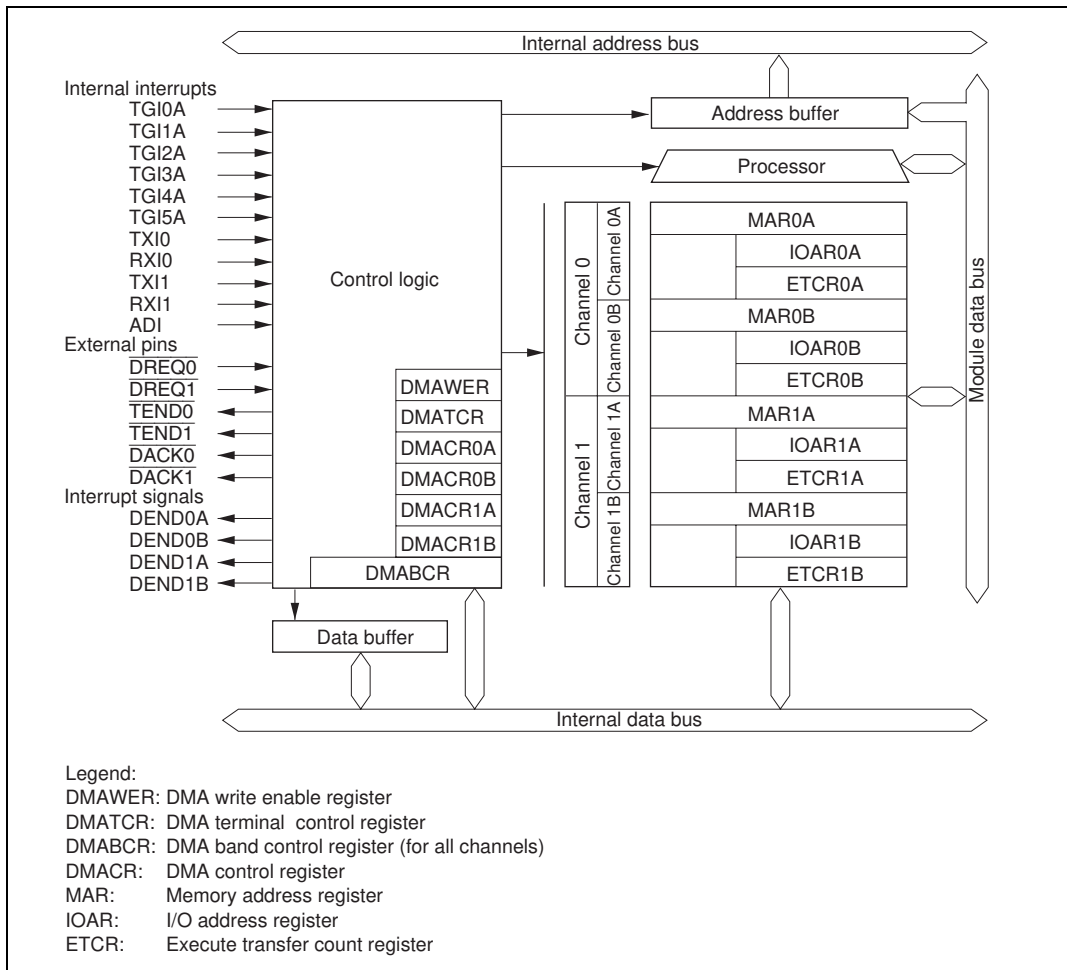 Internal address bus
Internal interrupts
TGI0A
TGI1A
TGI2A
TGI3A
TGI4A
TGI5A
TXI0
RXI0
TXI1
RXI1
ADI
External pins
DREQ0
DREQ1
TEND0
TEND1
DACK0
DACK1
Interrupt signals
DEND0A
DEND0B
DEND1A
DEND1B
Control logic
DMAWER
DMATCR
DMACR0A
DMACR0B
DMACR1A
DMACR1B
DMABCR
Data buffer
Address buffer
Processor
Channel 0
Channel 0A
Channel 0B
Channel 1
Channel 1A
Channel 1B
MAR0A
IOAR0A
ETCR0A
MAR0B
IOAR0B
ETCR0B
MAR1A
IOAR1A
ETCR1A
MAR1B
IOAR1B
ETCR1B
Module data bus
Internal data bus
Legend:
DMAWER: DMA write enable register
DMATCR: DMA terminal control register
DMABCR: DMA band control register (for all channels)
DMACR: DMA control register
MAR: Memory address register
IOAR: I/O address register
ETCR: Execute transfer count register